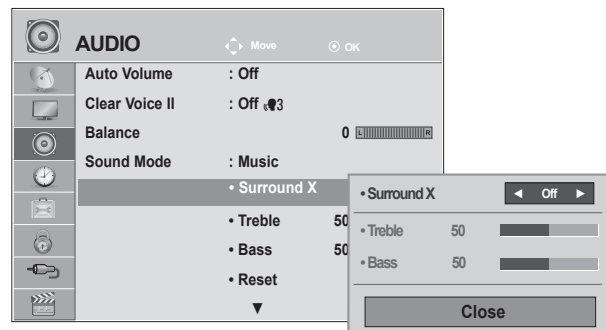 AUDIO Move OK
Auto Volume : Off
Clear Voice II : Off 3
Balance 0 L R
Sound Mode : Music
• Surround X
• Treble 50
• Bass 50
• Reset
▼
• Surround X ◄ Off ►
• Treble 50
• Bass 50
Close